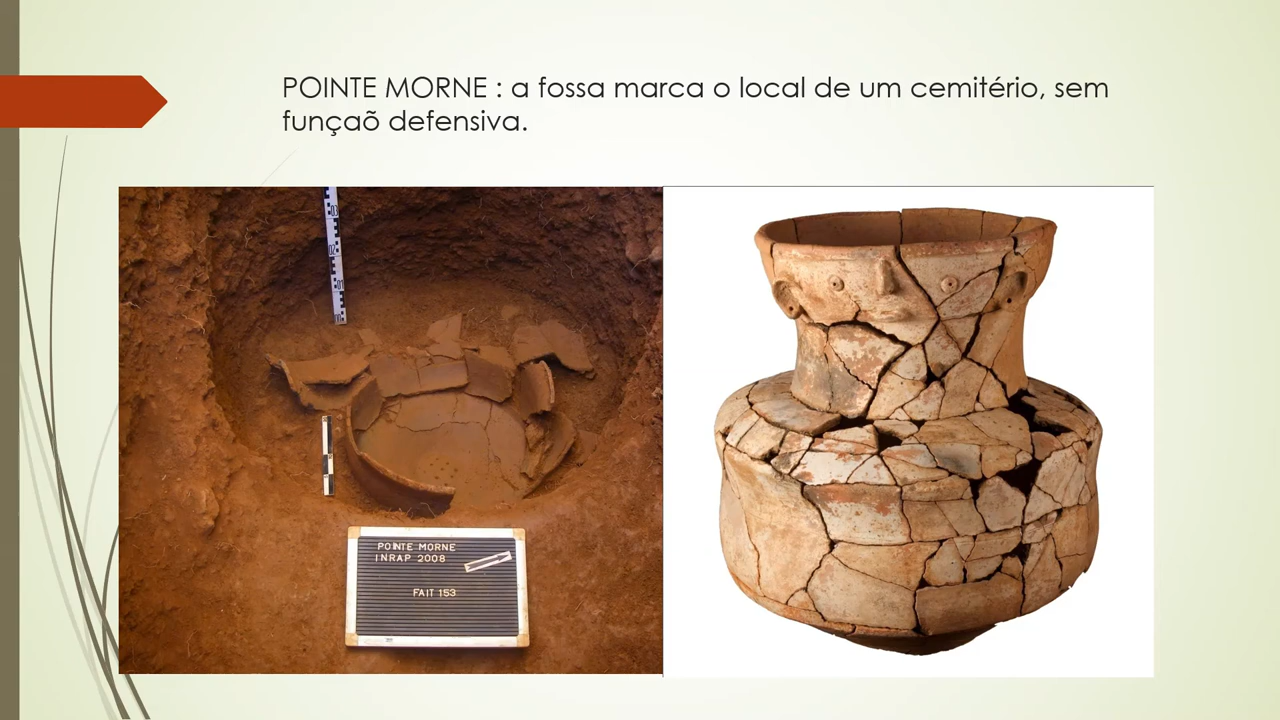 POINTE MORNE : a fossa marca o local de um cemitério, sem
funçaõ defensiva.
POINTE MORNE
INRAP 2008
FAIT 153